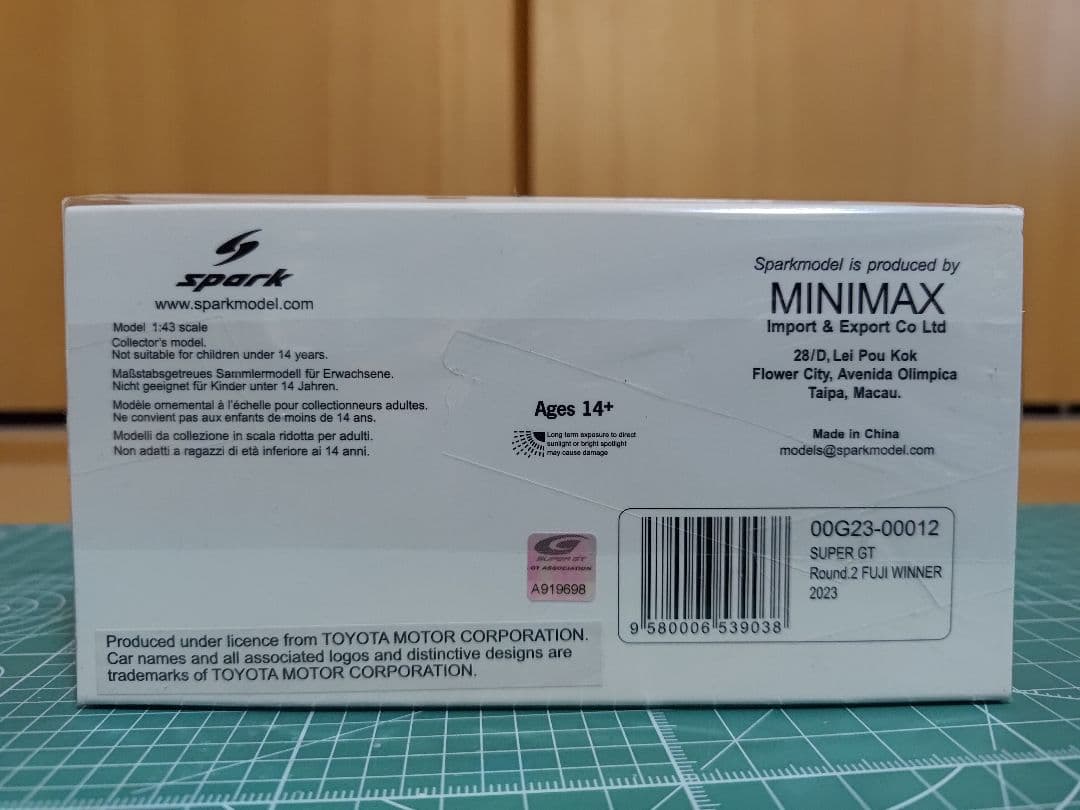 spark
www.sparkmodel.com
Model 1:43 scale
Collector's model.
Not suitable for children under 14 years.
Maßstabsgetreues Sammlermodell für Erwachsene.
Nicht geeignet für Kinder unter 14 Jahren.
Modèle ornemental à l'échelle pour collectionneurs adultes.
Ne convient pas aux enfants de moins de 14 ans.
Modelli da collezione in scala ridotta per adulti.
Non adatti a ragazzi di età inferiore ai 14 anni.
Ages 14+
Long term exposure to direct
sunlight or bright spotlight
may cause damage
Sparkmodel is produced by
MINIMAX
Import & Export Co Ltd
28/D, Lei Pou Kok
Flower City, Avenida Olimpica
Taipa, Macau.
Made in China
models@sparkmodel.com
SUPER GT
GT ASSOCIATION
A919698
9 580006 539038
00G23-00012
SUPER GT
Round.2 FUJI WINNER
2023
Produced under licence from TOYOTA MOTOR CORPORATION.
Car names and all associated logos and distinctive designs are
trademarks of TOYOTA MOTOR CORPORATION.